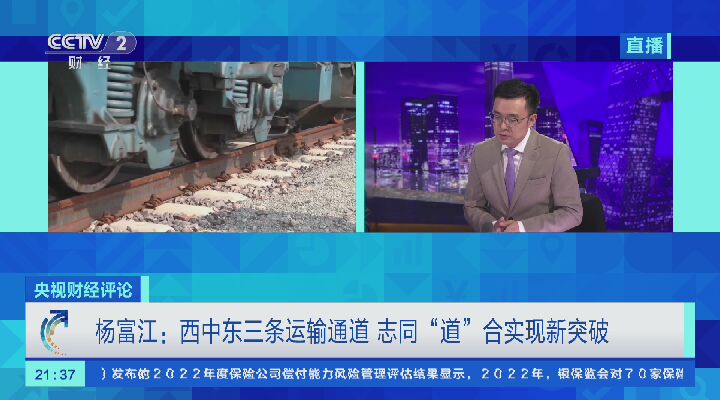 CCTV 2
财经
直播
央视财经评论
杨富江：西中东三条运输通道 志同“道”合实现新突破
21:37
）发布的2022年度保险公司偿付能力风险管理评估结果显示，2022年，银保监会对70家保险